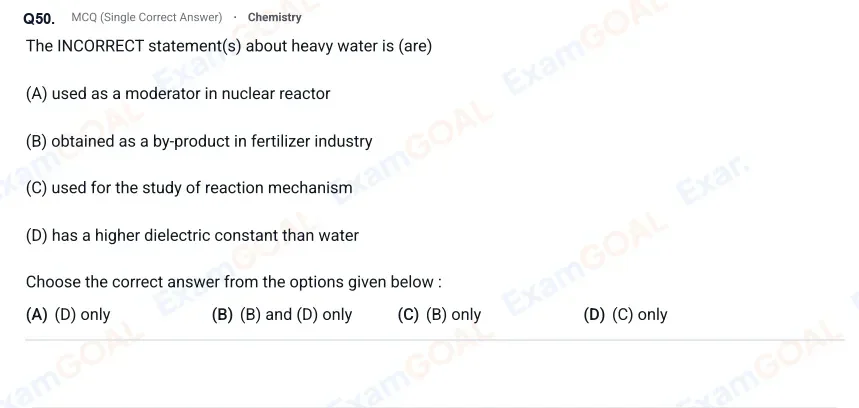 Q50. MCQ (Single Correct Answer) · Chemistry
The INCORRECT statement(s) about heavy water is (are)
(A) used as a moderator in nuclear reactor
(B) obtained as a by-product in fertilizer industry
(C) used for the study of reaction mechanism
(D) has a higher dielectric constant than water
Choose the correct answer from the options given below :
(A) (D) only (B) (B) and (D) only (C) (B) only (D) (C) only